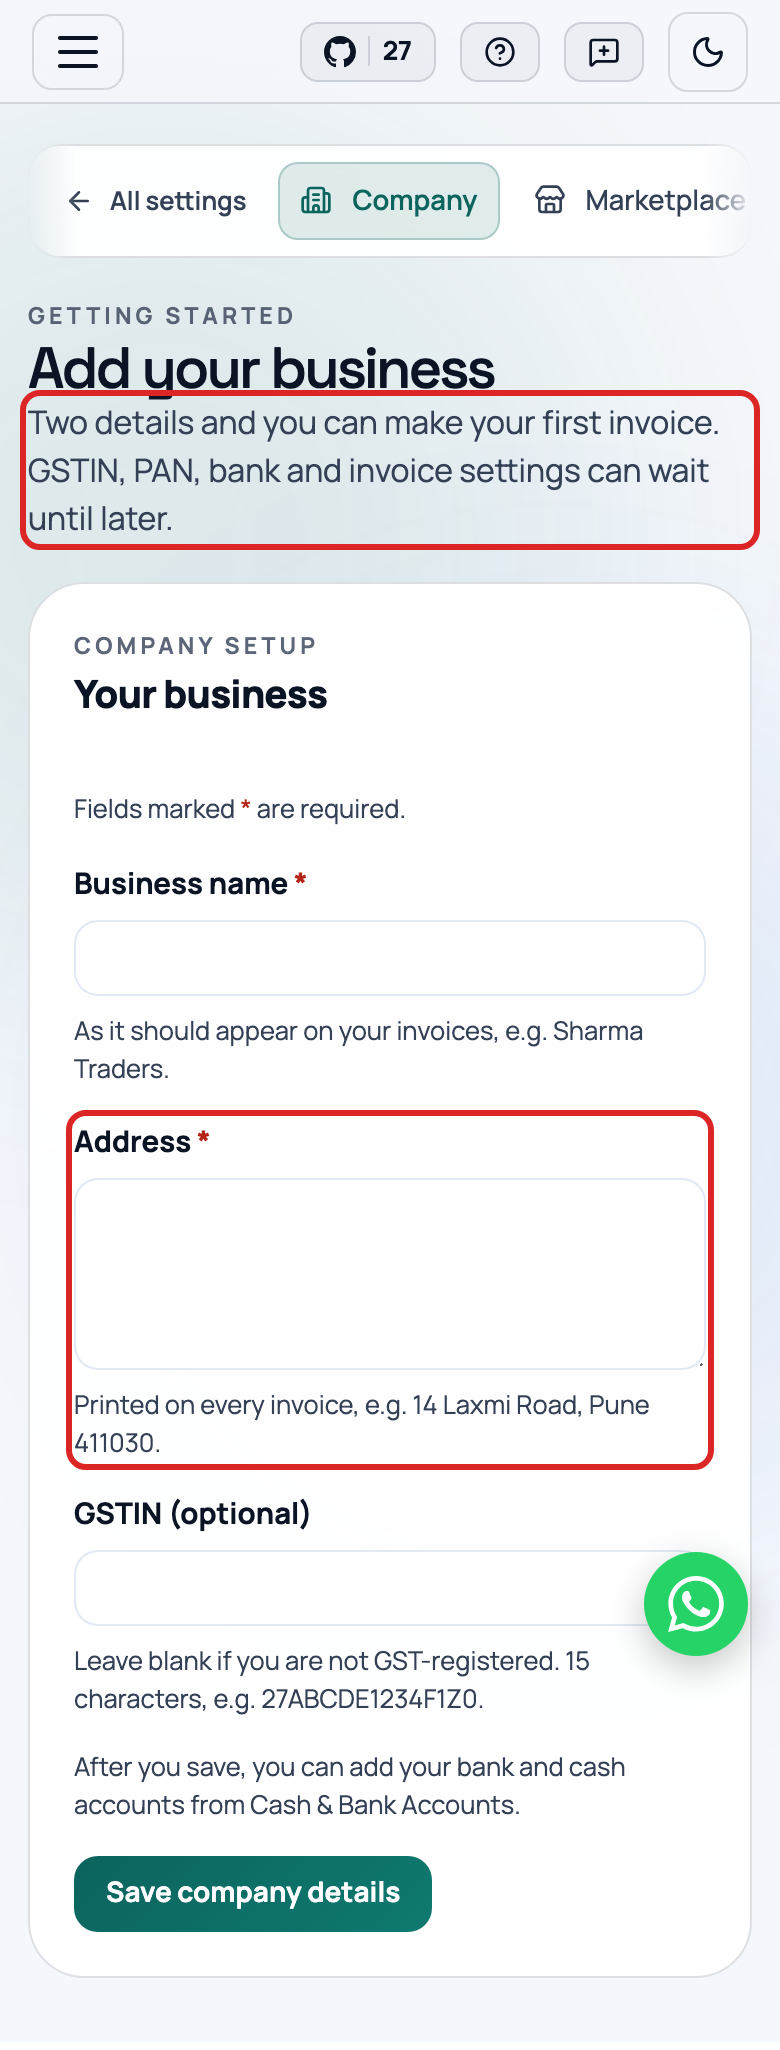 27
All settings
Company
Marketplace
GETTING STARTED
Add your business
Two details and you can make your first invoice.
GSTIN, PAN, bank and invoice settings can wait
until later.
COMPANY SETUP
Your business
Fields marked * are required.
Business name *
As it should appear on your invoices, e.g. Sharma
Traders.
Address *
Printed on every invoice, e.g. 14 Laxmi Road, Pune
411030.
GSTIN (optional)
Leave blank if you are not GST-registered. 15
characters, e.g. 27ABCDE1234F1Z0.
After you save, you can add your bank and cash
accounts from Cash & Bank Accounts.
Save company details